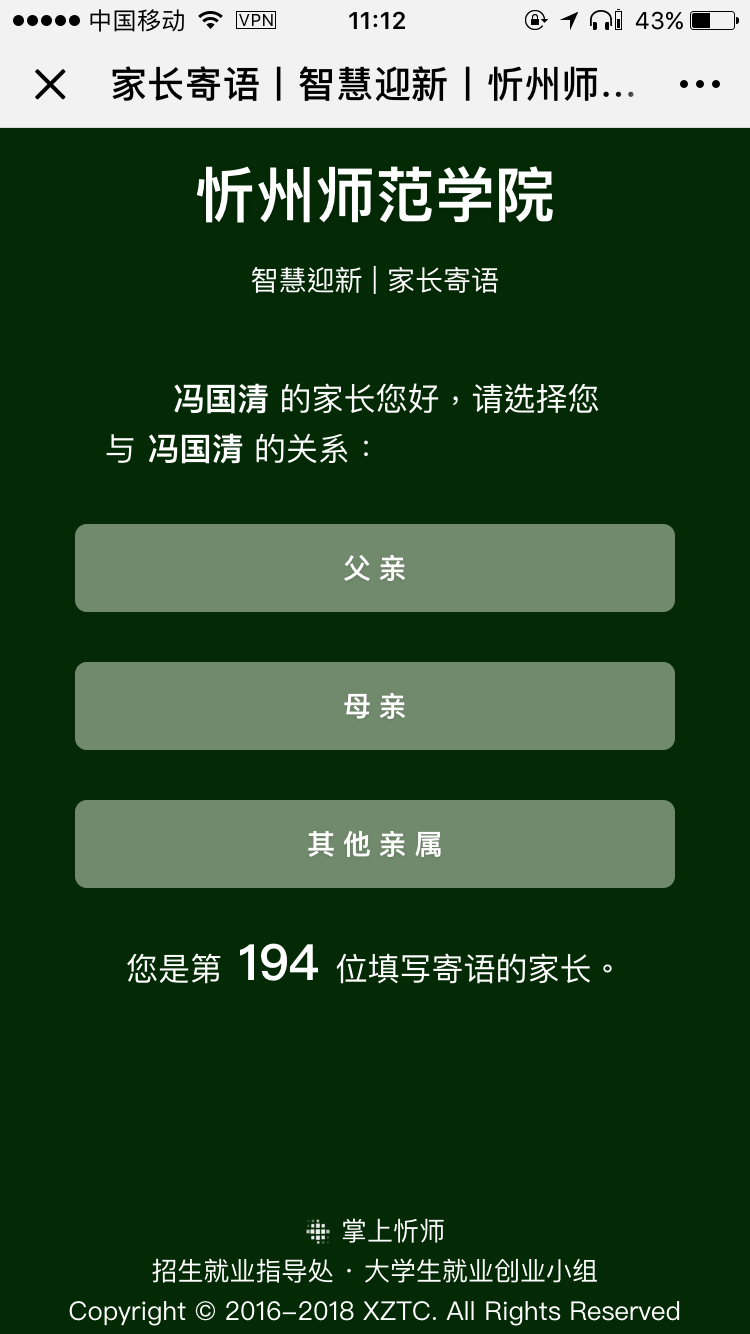 中国移动 VPN 11:12 43%
家长寄语丨智慧迎新丨忻州师...
忻州师范学院
智慧迎新 | 家长寄语
冯国清 的家长您好，请选择您
与 冯国清 的关系：
父亲
母亲
其他亲属
您是第 194 位填写寄语的家长。
掌上忻师
招生就业指导处 · 大学生就业创业小组
Copyright © 2016-2018 XZTC. All Rights Reserved